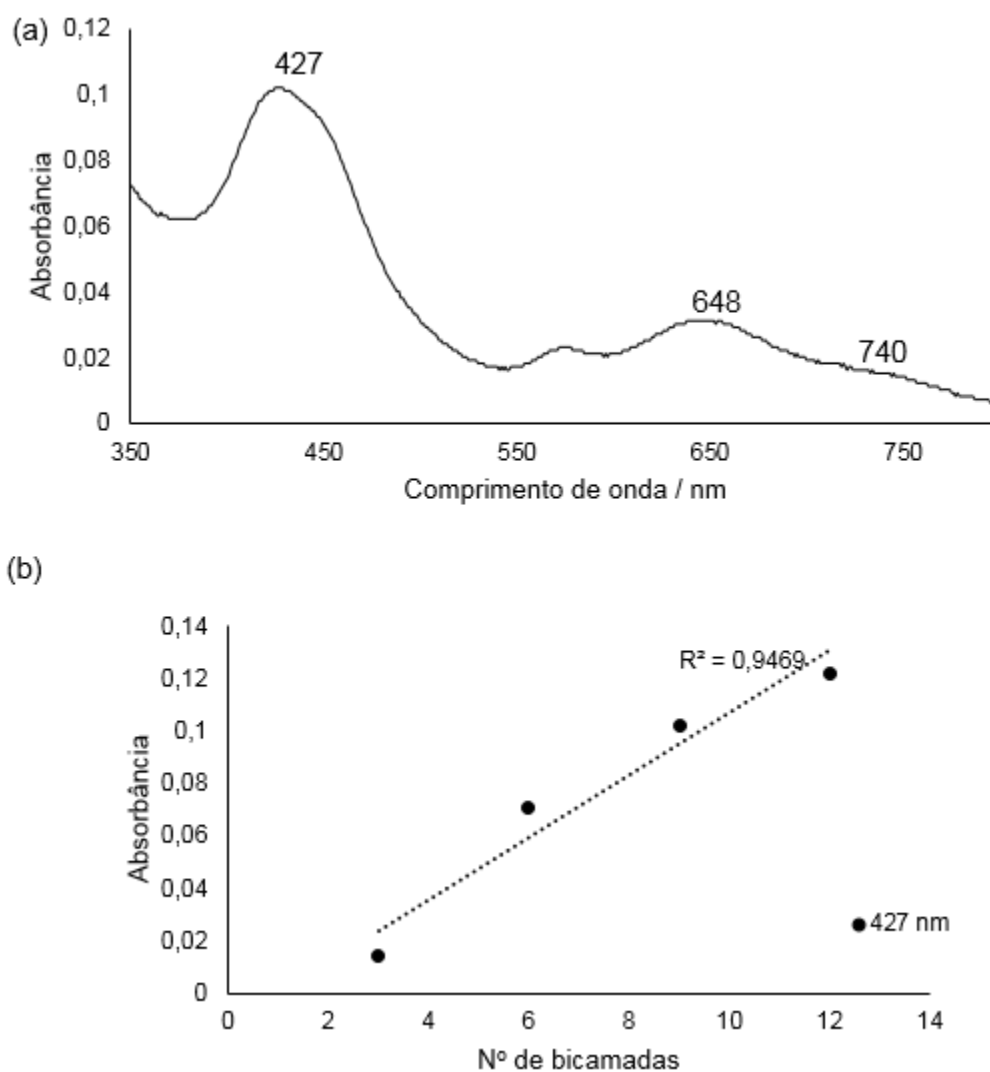 (a)
0,12
0,1
0,08
0,06
0,04
0,02
0
Absorbância
427
648
740
350 450 550 650 750
Comprimento de onda / nm
(b)
0,14
0,12
0,1
0,08
0,06
0,04
0,02
0
Absorbância
R² = 0,9469
427 nm
0 2 4 6 8 10 12 14
Nº de bicamadas